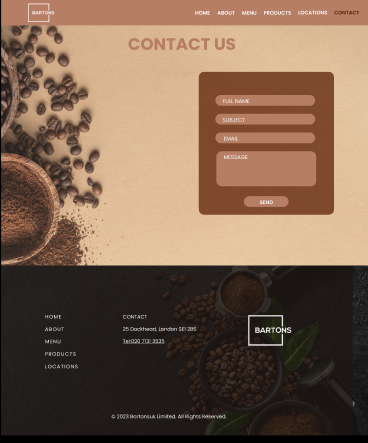 BARTONS
HOME ABOUT MENU PRODUCTS LOCATIONS CONTACT
CONTACT US
FULL NAME
SUBJECT
EMAIL
MESSAGE
SEND
HOME
ABOUT
MENU
PRODUCTS
LOCATIONS
CONTACT
25 Dockhead, London SE1 2BS
Tel:020 7131 2535
BARTONS
© 2023 Bartonsuk Limited. All Rights Reserved.